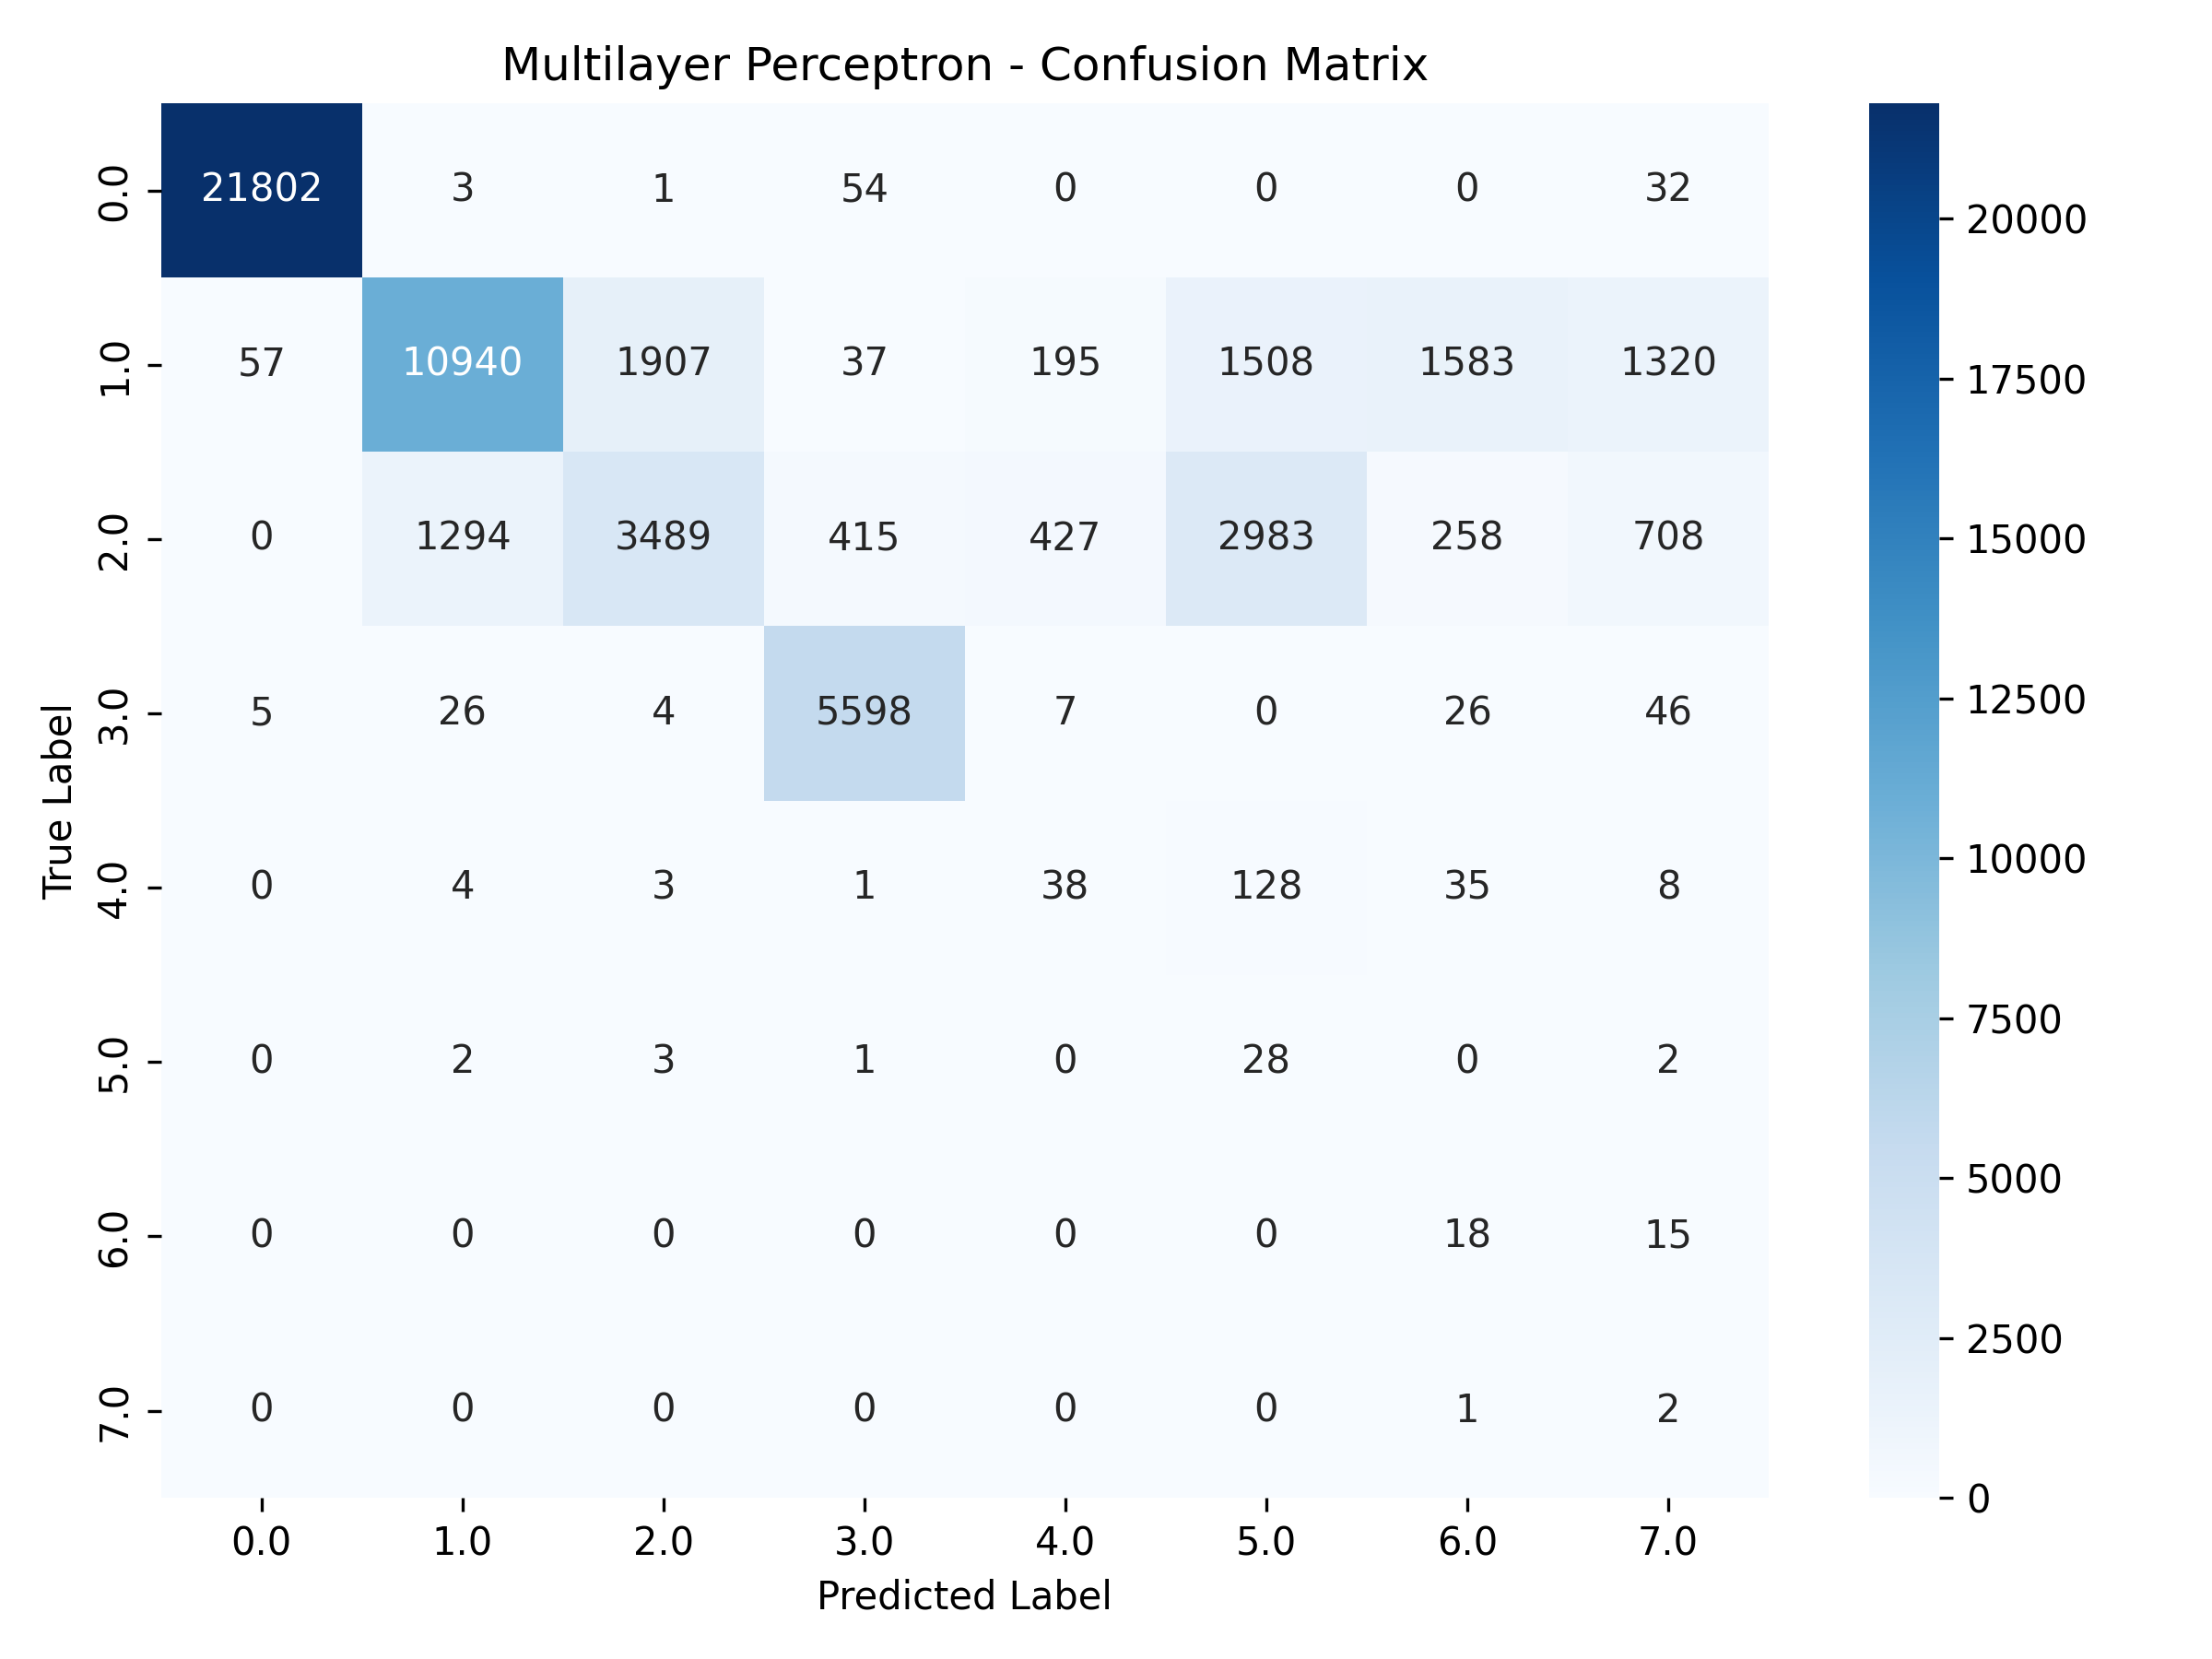 Multilayer Perceptron - Confusion Matrix
True Label
0.0 21802 3 1 54 0 0 0 32
1.0 57 10940 1907 37 195 1508 1583 1320
2.0 0 1294 3489 415 427 2983 258 708
3.0 5 26 4 5598 7 0 26 46
4.0 0 4 3 1 38 128 35 8
5.0 0 2 3 1 0 28 0 2
6.0 0 0 0 0 0 0 18 15
7.0 0 0 0 0 0 0 1 2
0.0 1.0 2.0 3.0 4.0 5.0 6.0 7.0
Predicted Label
20000
17500
15000
12500
10000
7500
5000
2500
0